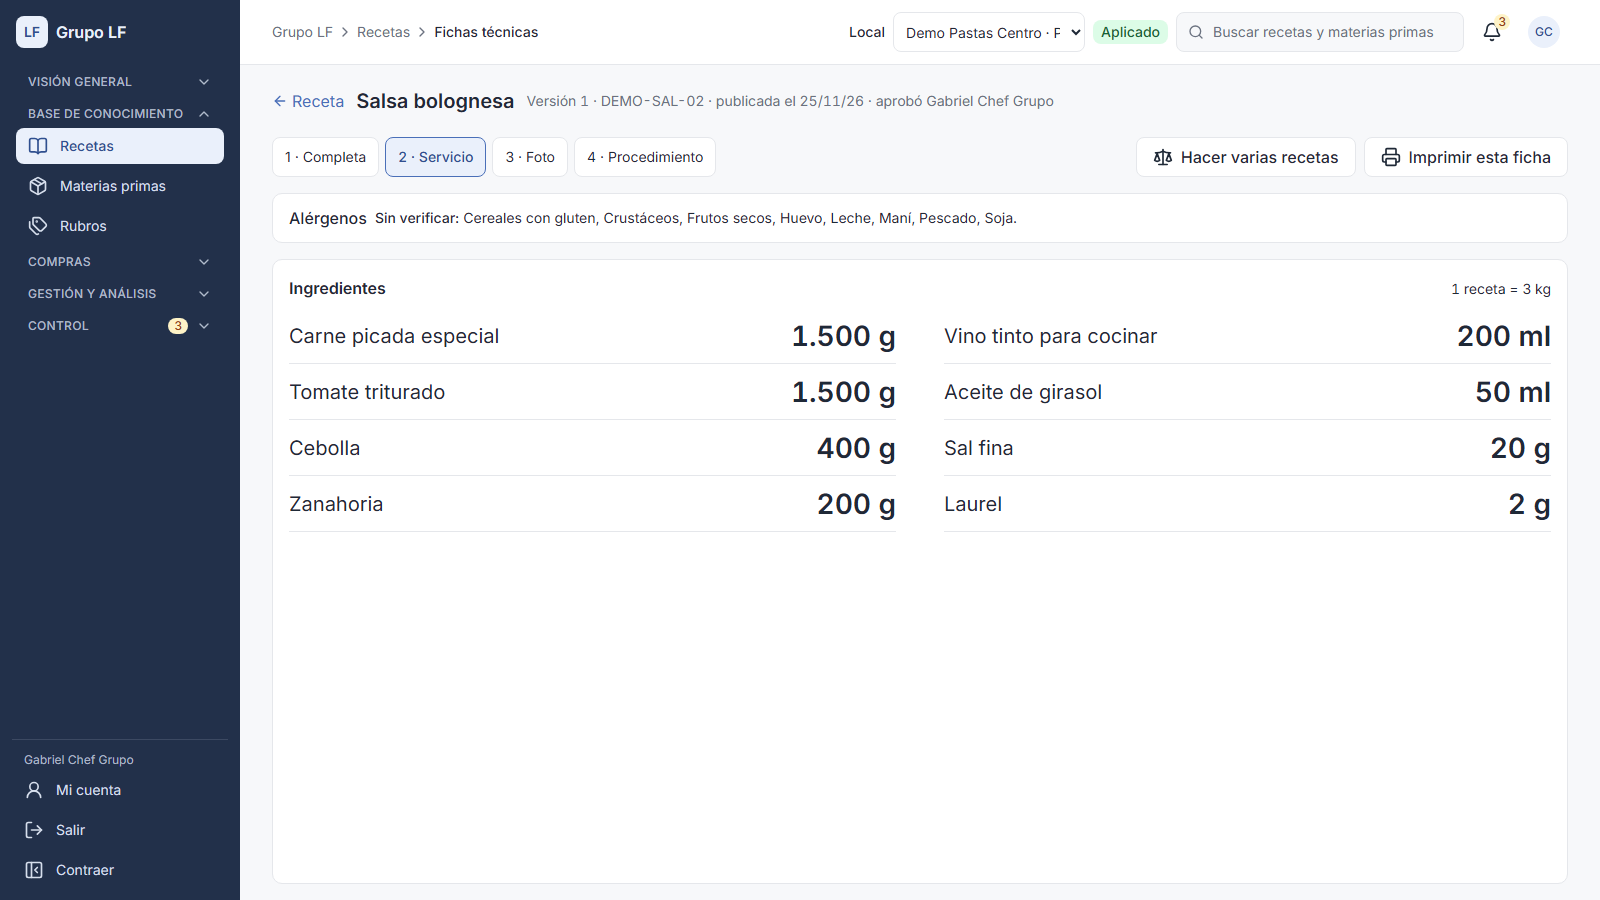 LF Grupo LF
VISIÓN GENERAL
BASE DE CONOCIMIENTO
Recetas
Materias primas
Rubros
COMPRAS
GESTIÓN Y ANÁLISIS
CONTROL 3
Gabriel Chef Grupo
Mi cuenta
Salir
Contraer
Grupo LF > Recetas > Fichas técnicas
Local Demo Pastas Centro · P Aplicado Buscar recetas y materias primas 3 GC
← Receta Salsa bolognesa Versión 1 · DEMO-SAL-02 · publicada el 25/11/26 · aprobó Gabriel Chef Grupo
1 · Completa 2 · Servicio 3 · Foto 4 · Procedimiento Hacer varias recetas Imprimir esta ficha
Alérgenos Sin verificar: Cereales con gluten, Crustáceos, Frutos secos, Huevo, Leche, Maní, Pescado, Soja.
Ingredientes 1 receta = 3 kg
Carne picada especial 1.500 g
Tomate triturado 1.500 g
Cebolla 400 g
Zanahoria 200 g
Vino tinto para cocinar 200 ml
Aceite de girasol 50 ml
Sal fina 20 g
Laurel 2 g